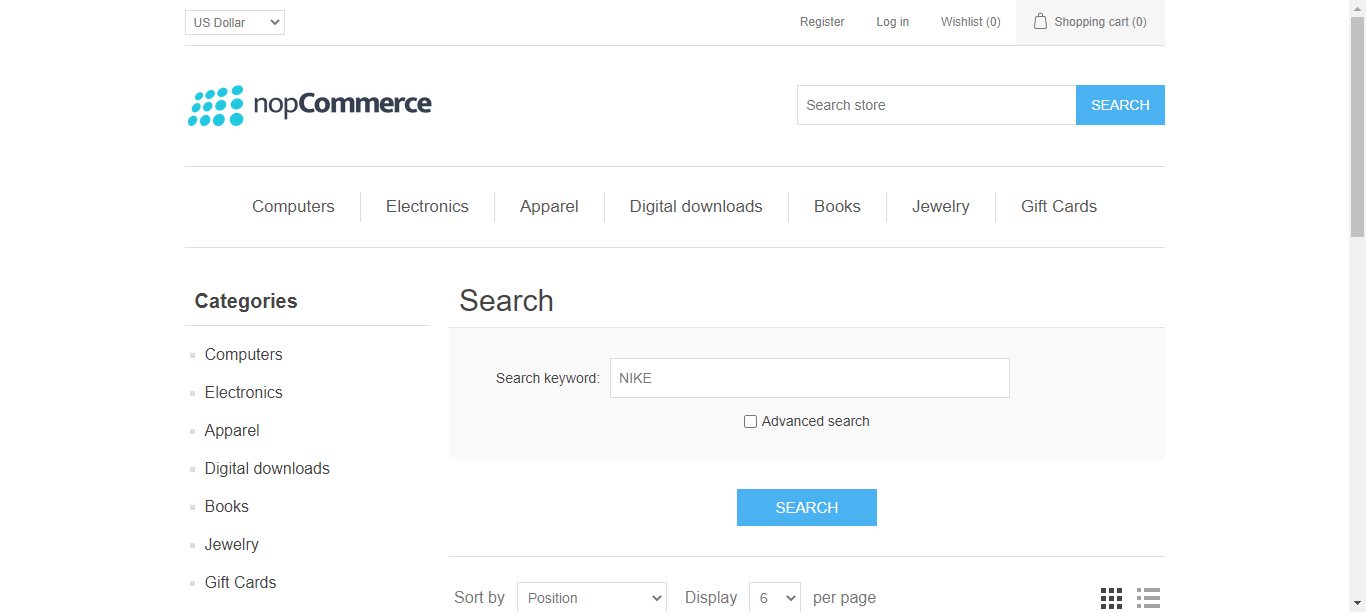 US Dollar Register Log in Wishlist (0) Shopping cart (0)
nopCommerce Search store SEARCH
Computers Electronics Apparel Digital downloads Books Jewelry Gift Cards
Categories
Computers
Electronics
Apparel
Digital downloads
Books
Jewelry
Gift Cards
Search
Search keyword: NIKE
Advanced search
SEARCH
Sort by Position Display 6 per page